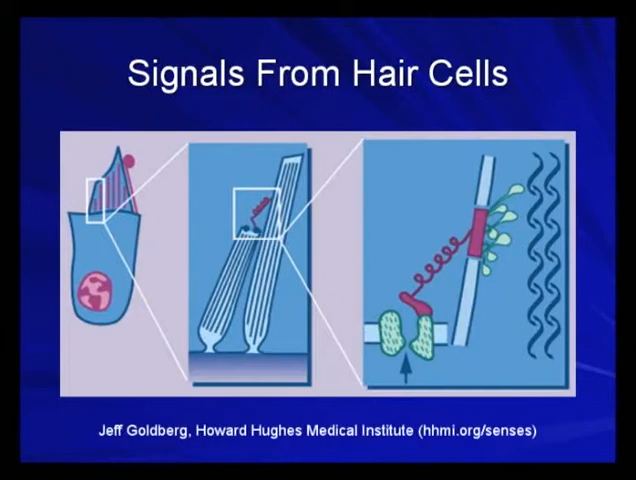 Signals From Hair Cells
Jeff Goldberg, Howard Hughes Medical Institute (hhmi.org/senses)